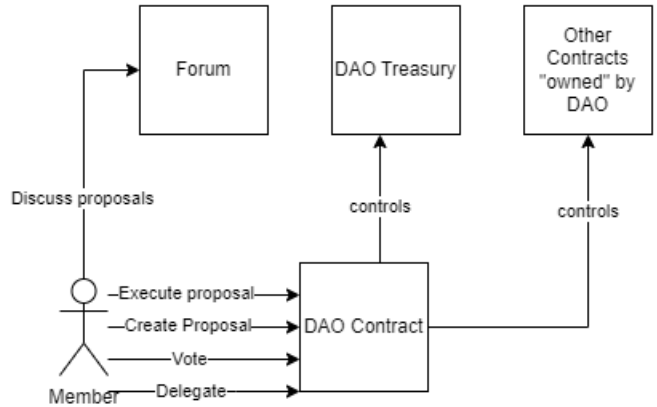 Forum
DAO Treasury
Other
Contracts
"owned" by
DAO
Discuss proposals
controls
controls
Execute proposal
Create Proposal
DAO Contract
Vote
Delegate
Member